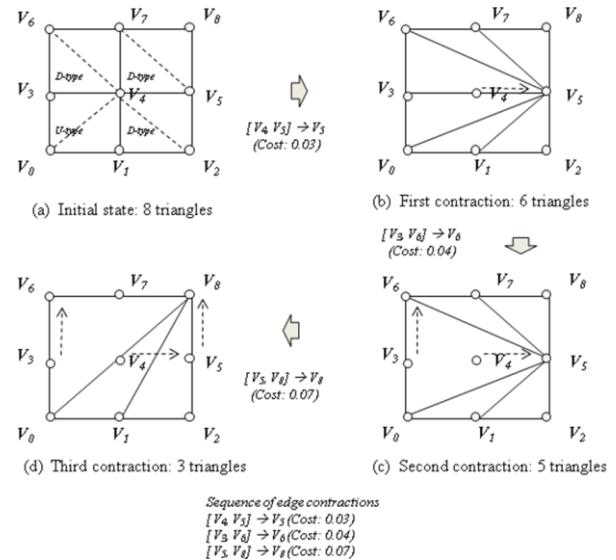 V6 V7 V8
D-type D-type
V3 V4 V5
U-type D-type
V0 V1 V2
(a) Initial state: 8 triangles
[V4, V5] → V5
(Cost: 0.03)
V6 V7 V8
V3 V4 V5
V0 V1 V2
(b) First contraction: 6 triangles
[V3, V6] → V6
(Cost: 0.04)
V6 V7 V8
V3 V4 V5
V0 V1 V2
(d) Third contraction: 3 triangles
[V5, V8] → V8
(Cost: 0.07)
V6 V7 V8
V3 V4 V5
V0 V1 V2
(c) Second contraction: 5 triangles
Sequence of edge contractions
[V4, V5] → V5 (Cost: 0.03)
[V3, V6] → V6 (Cost: 0.04)
[V5, V8] → V8 (Cost: 0.07)